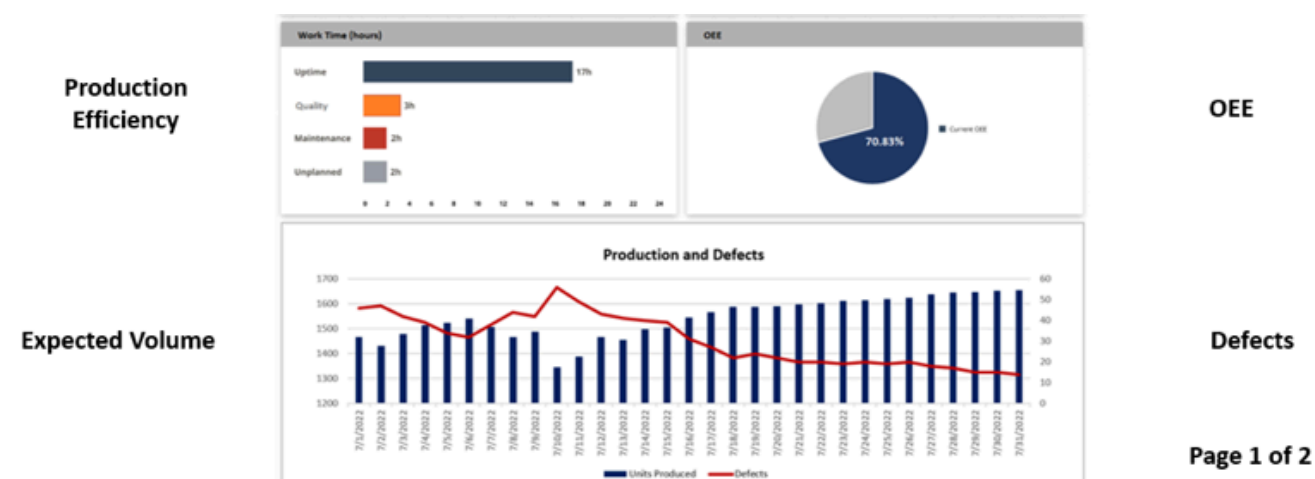 Work Time (hours)
OEE
Production
Efficiency
Uptime
17h
Quality
3h
Maintenance
2h
Unplanned
2h
0 2 4 6 8 10 12 14 16 18 20 22 24
70.83%
Current OEE
OEE
Production and Defects
Expected Volume
1700
1600
1500
1400
1300
1200
60
50
40
30
20
10
0
Defects
7/1/2022
7/2/2022
7/3/2022
7/4/2022
7/5/2022
7/6/2022
7/7/2022
7/8/2022
7/9/2022
7/10/2022
7/11/2022
7/12/2022
7/13/2022
7/14/2022
7/15/2022
7/16/2022
7/17/2022
7/18/2022
7/19/2022
7/20/2022
7/21/2022
7/22/2022
7/23/2022
7/24/2022
7/25/2022
7/26/2022
7/27/2022
7/28/2022
7/29/2022
7/30/2022
7/31/2022
Units Produced
Defects
Page 1 of 2